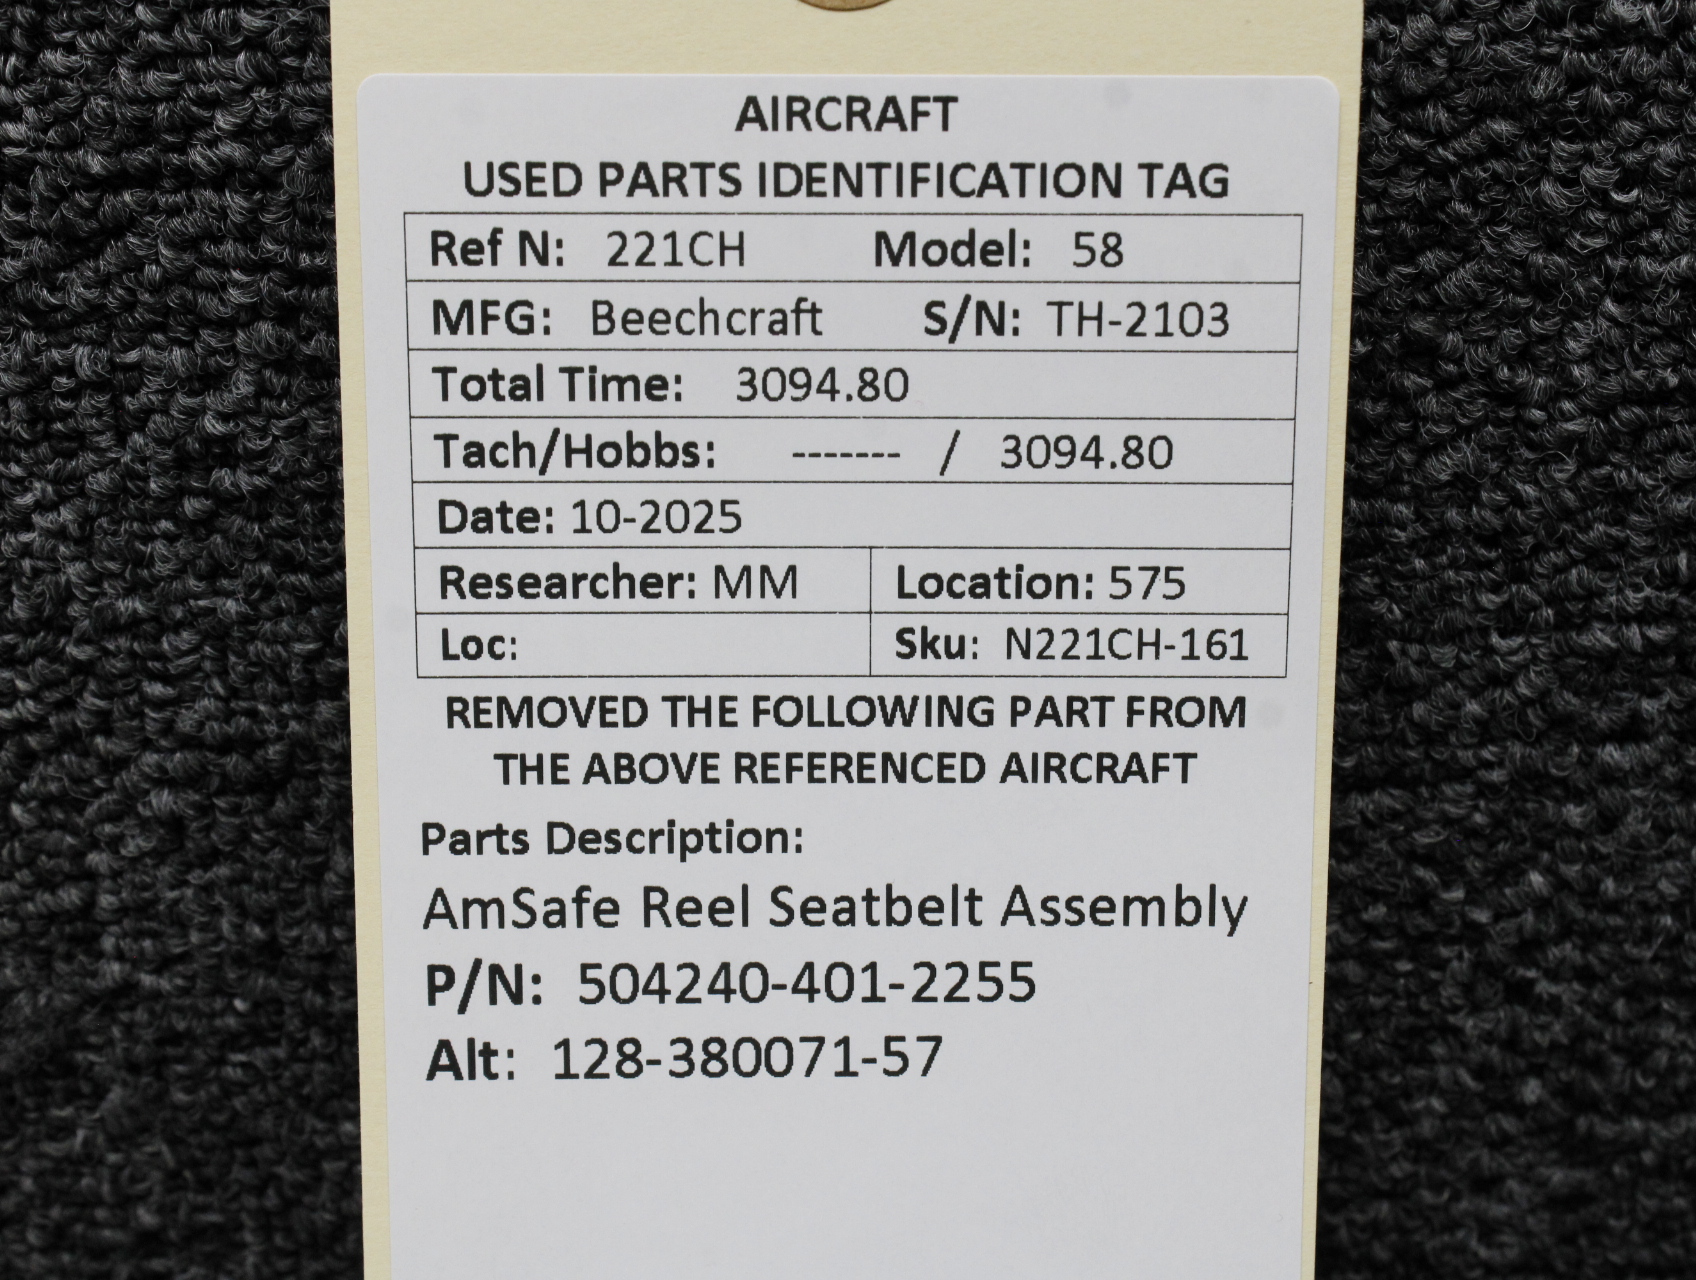 AIRCRAFT
USED PARTS IDENTIFICATION TAG
Ref N: 221CH Model: 58
MFG: Beechcraft S/N: TH-2103
Total Time: 3094.80
Tach/Hobbs: ------- / 3094.80
Date: 10-2025
Researcher: MM Location: 575
Loc: Sku: N221CH-161
REMOVED THE FOLLOWING PART FROM
THE ABOVE REFERENCED AIRCRAFT
Parts Description:
AmSafe Reel Seatbelt Assembly
P/N: 504240-401-2255
Alt: 128-380071-57